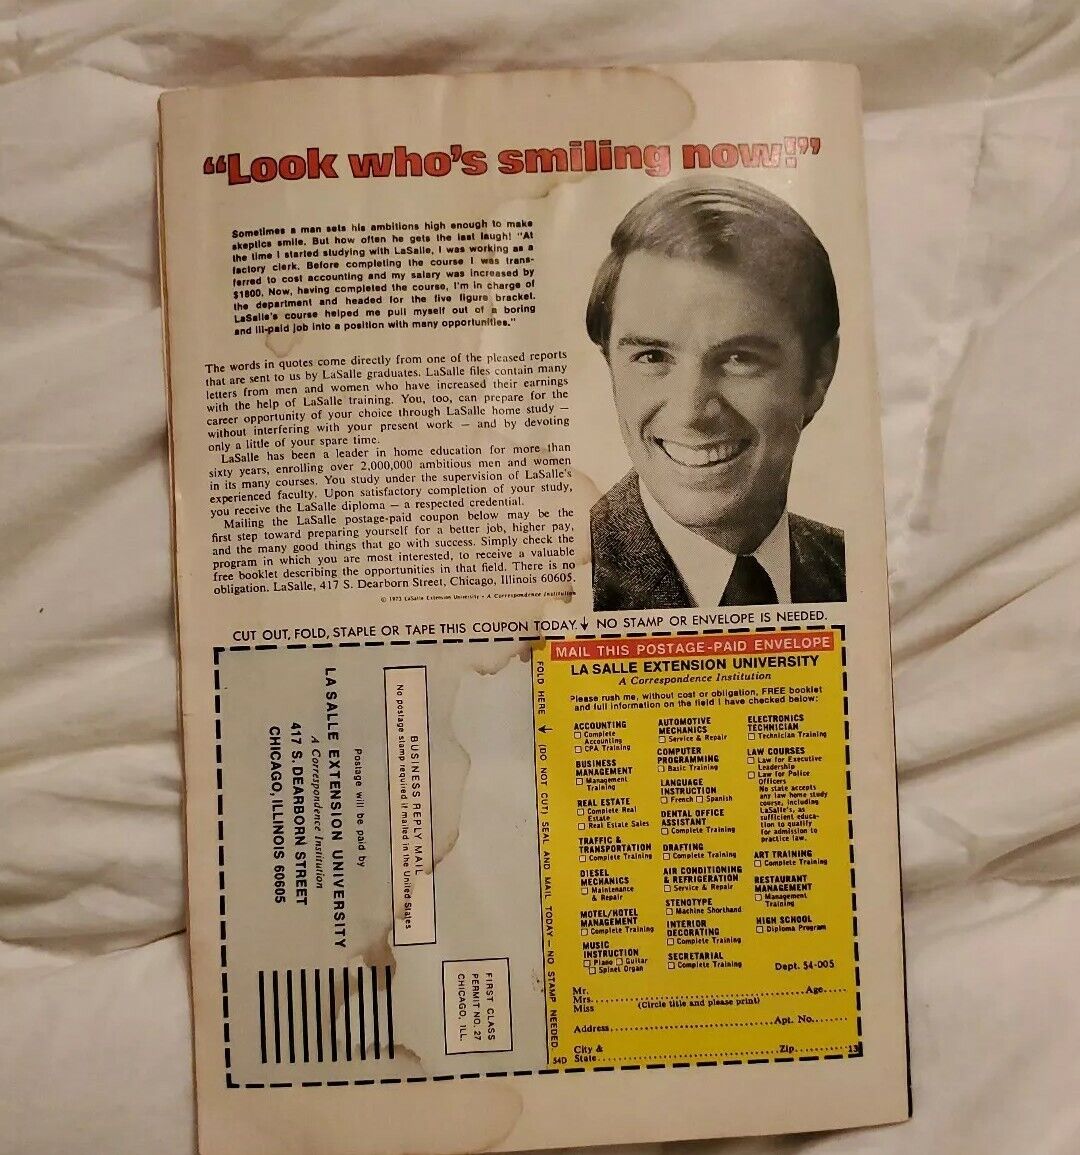 “Look who’s smiling now!”
Sometimes a man sets his ambitions high enough to make
skeptics smile. But how often he gets the last laugh! "At
the time I started studying with LaSalle, I was working as a
factory clerk. Before completing the course I was trans-
ferred to cost accounting and my salary was increased by
$1800. Now, having completed the course, I'm in charge of
the department and headed for the five figure bracket.
LaSalle's course helped me pull myself out of a boring
and ill-paid job into a position with many opportunities."
The words in quotes come directly from one of the pleased reports
that are sent to us by LaSalle graduates. LaSalle files contain many
letters from men and women who have increased their earnings
with the help of LaSalle training. You, too, can prepare for the
career opportunity of your choice through LaSalle home study —
without interfering with your present work — and by devoting
only a little of your spare time.
LaSalle has been a leader in home education for more than
sixty years, enrolling over 2,000,000 ambitious men and women
in its many courses. You study under the supervision of LaSalle's
experienced faculty. Upon satisfactory completion of your study,
you receive the LaSalle diploma — a respected credential.
Mailing the LaSalle postage-paid coupon below may be the
first step toward preparing yourself for a better job, higher pay,
and the many good things that go with success. Simply check the
program in which you are most interested, to receive a valuable
free booklet describing the opportunities in that field. There is no
obligation. LaSalle, 417 S. Dearborn Street, Chicago, Illinois 60605.
© 1973 LaSalle Extension University • A Correspondence Institution
CUT OUT, FOLD, STAPLE OR TAPE THIS COUPON TODAY. ↓ NO STAMP OR ENVELOPE IS NEEDED.
BUSINESS REPLY MAIL
No postage stamp required if mailed in the United States
Postage will be paid by
LA SALLE EXTENSION UNIVERSITY
A Correspondence Institution
417 S. DEARBORN STREET
CHICAGO, ILLINOIS 60605
FIRST CLASS
PERMIT NO. 27
CHICAGO, ILL.
FOLD HERE ↓ (DO NOT CUT) SEAL AND MAIL TODAY — NO STAMP NEEDED.
MAIL THIS POSTAGE-PAID ENVELOPE
LA SALLE EXTENSION UNIVERSITY
A Correspondence Institution
Please rush me, without cost or obligation, FREE booklet
and full information on the field I have checked below:
ACCOUNTING
☐ Complete
Accounting
☐ CPA Training
BUSINESS
MANAGEMENT
☐ Management
Training
REAL ESTATE
☐ Complete Real
Estate
☐ Real Estate Sales
TRAFFIC &
TRANSPORTATION
☐ Complete Training
DIESEL
MECHANICS
☐ Maintenance
& Repair
MOTEL/HOTEL
MANAGEMENT
☐ Complete Training
MUSIC
INSTRUCTION
☐ Piano ☐ Guitar
☐ Spinet Organ
AUTOMOTIVE
MECHANICS
☐ Service & Repair
COMPUTER
PROGRAMMING
☐ Basic Training
LANGUAGE
INSTRUCTION
☐ French ☐ Spanish
DENTAL OFFICE
ASSISTANT
☐ Complete Training
DRAFTING
☐ Complete Training
AIR CONDITIONING
& REFRIGERATION
☐ Service & Repair
STENOTYPE
☐ Machine Shorthand
INTERIOR
DECORATING
☐ Complete Training
SECRETARIAL
☐ Complete Training
ELECTRONICS
TECHNICIAN
☐ Technician Training
LAW COURSES
☐ Law for Executive
Leadership
☐ Law for Police
Officers
No state accepts
any law home study
course, including
LaSalle's, as
sufficient educa-
tion to qualify
for admission to
practice law.
ART TRAINING
☐ Complete Training
RESTAURANT
MANAGEMENT
☐ Management
Training
HIGH SCHOOL
☐ Diploma Program
Dept. 54-005
Mr.
Mrs. Age
Miss (Circle title and please print)
Address Apt. No.
City &
State Zip
54D
13